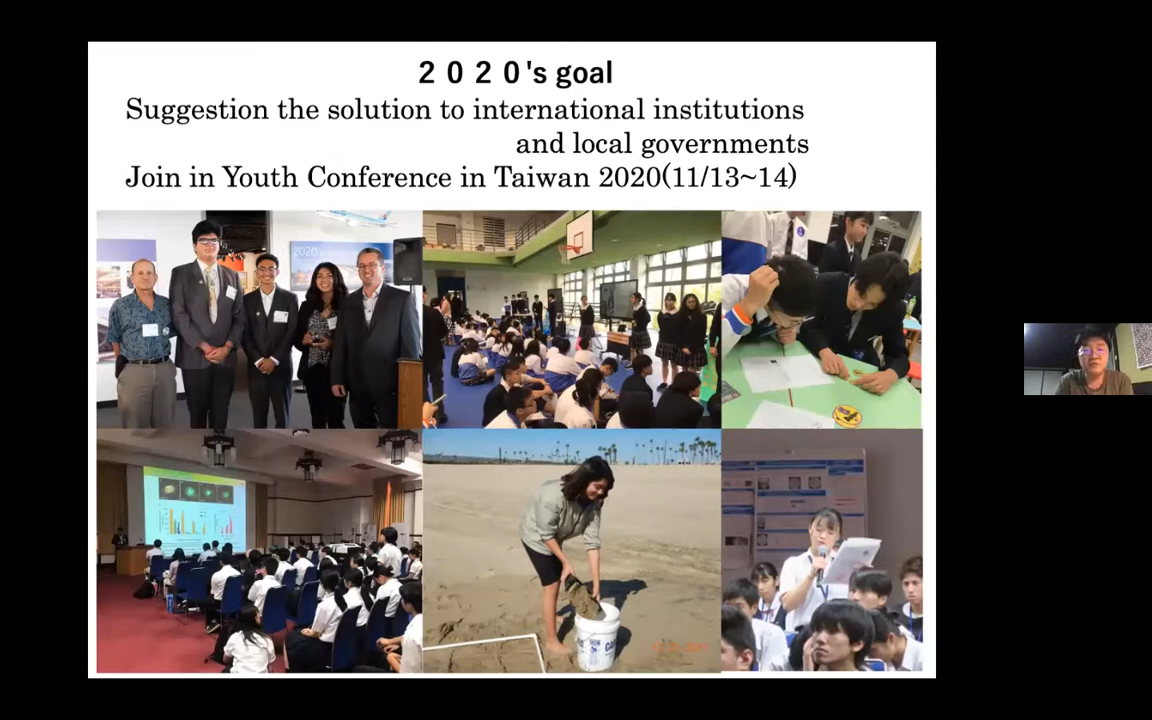 2020's goal
Suggestion the solution to international institutions
and local governments
Join in Youth Conference in Taiwan 2020(11/13~14)
2020